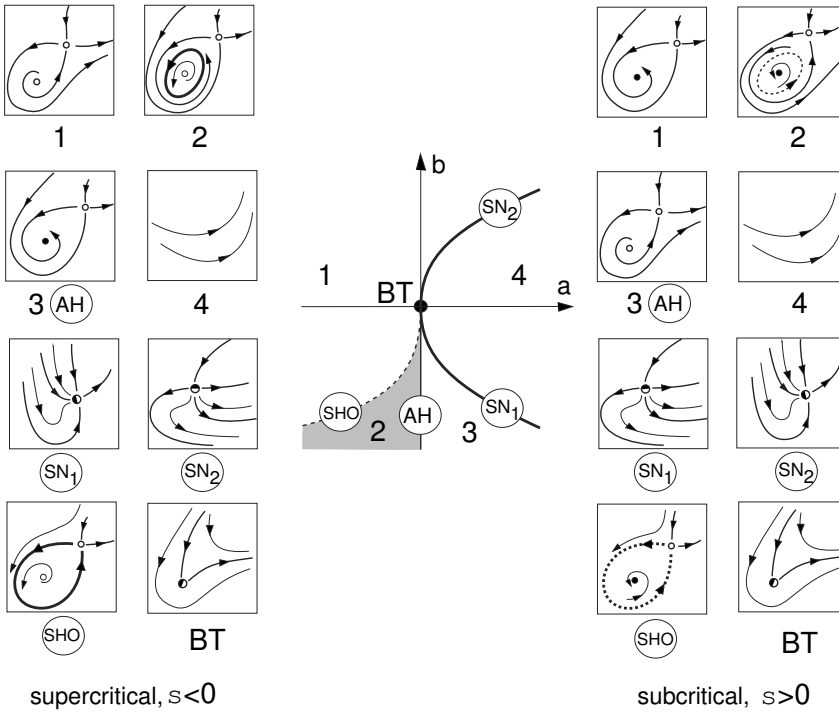 1 2
3 AH 4
SN1 SN2
SHO BT
supercritical, s<0
b
SN2
1 4
BT a
SHO AH SN1
2 3
1 2
3 AH 4
SN1 SN2
SHO BT
subcritical, s>0